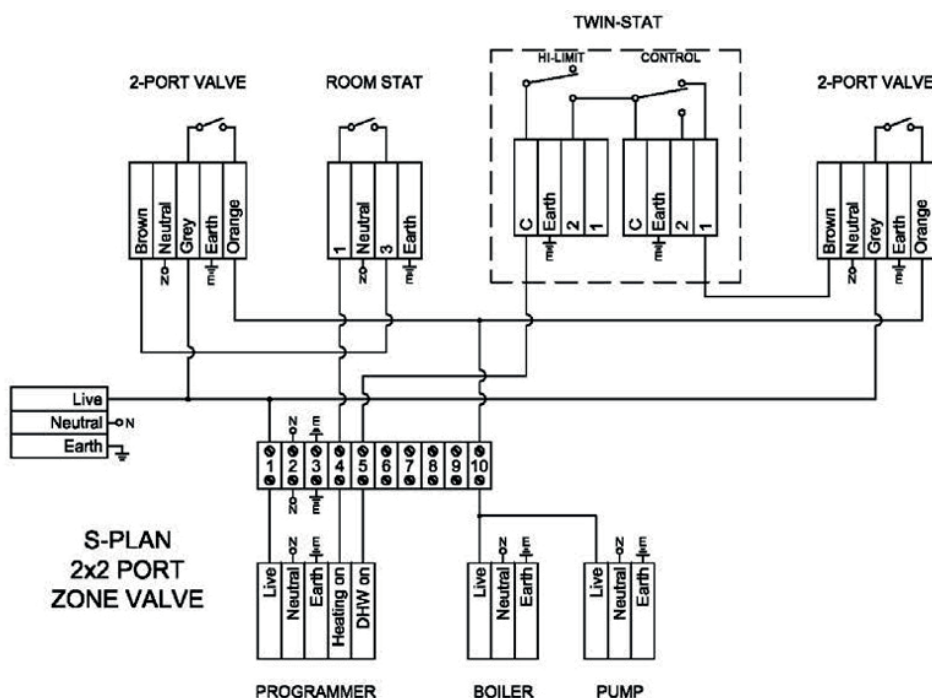 TWIN-STAT
2-PORT VALVE
ROOM STAT
HI-LIMIT
CONTROL
2-PORT VALVE
Brown
Neutral
Grey
Earth
Orange
N
E
1
Neutral
3
Earth
N
E
C
Earth
2
1
E
C
Earth
2
1
E
Brown
Neutral
Grey
Earth
Orange
N
E
Live
Neutral
N
Earth
N
E
1
2
3
4
5
6
7
8
9
10
N
E
S-PLAN
2x2 PORT
ZONE VALVE
Live
Neutral
Earth
Heating on
DHW on
N
E
Live
Neutral
Earth
N
E
Live
Neutral
Earth
N
E
PROGRAMMER
BOILER
PUMP